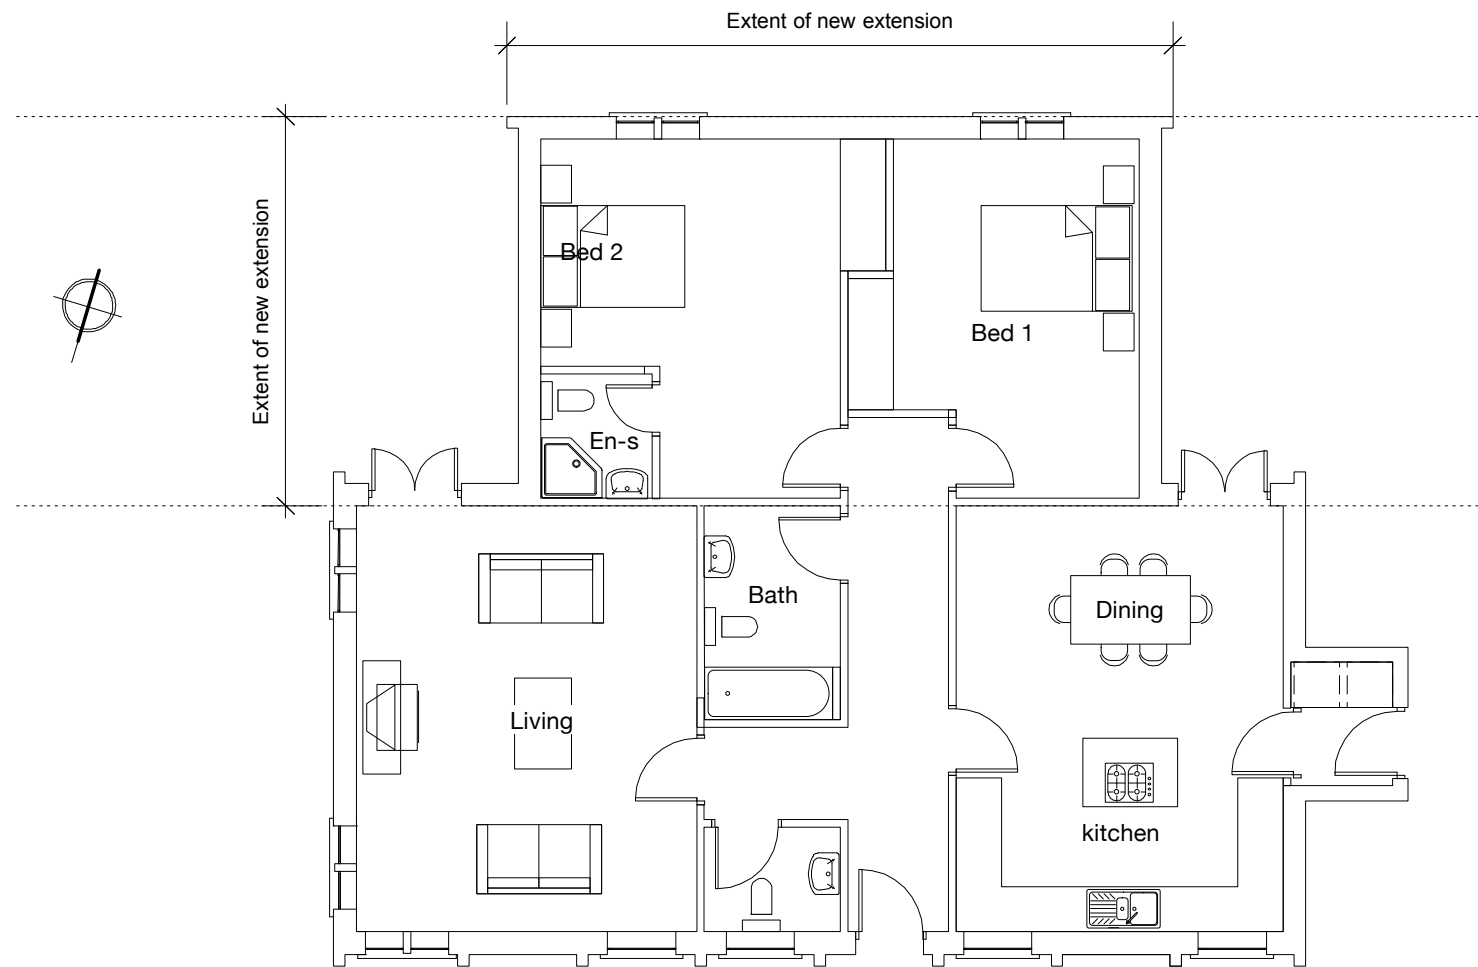 Extent of new extension
Extent of new extension
Bed 2
Bed 1
En-s
Bath
Dining
Living
kitchen